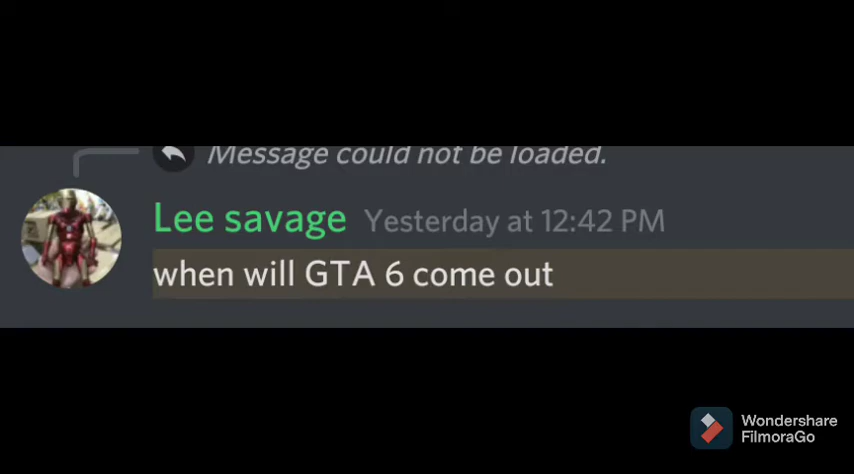 Message could not be loaded.
Lee savage Yesterday at 12:42 PM
when will GTA 6 come out
Wondershare
FilmoraGo